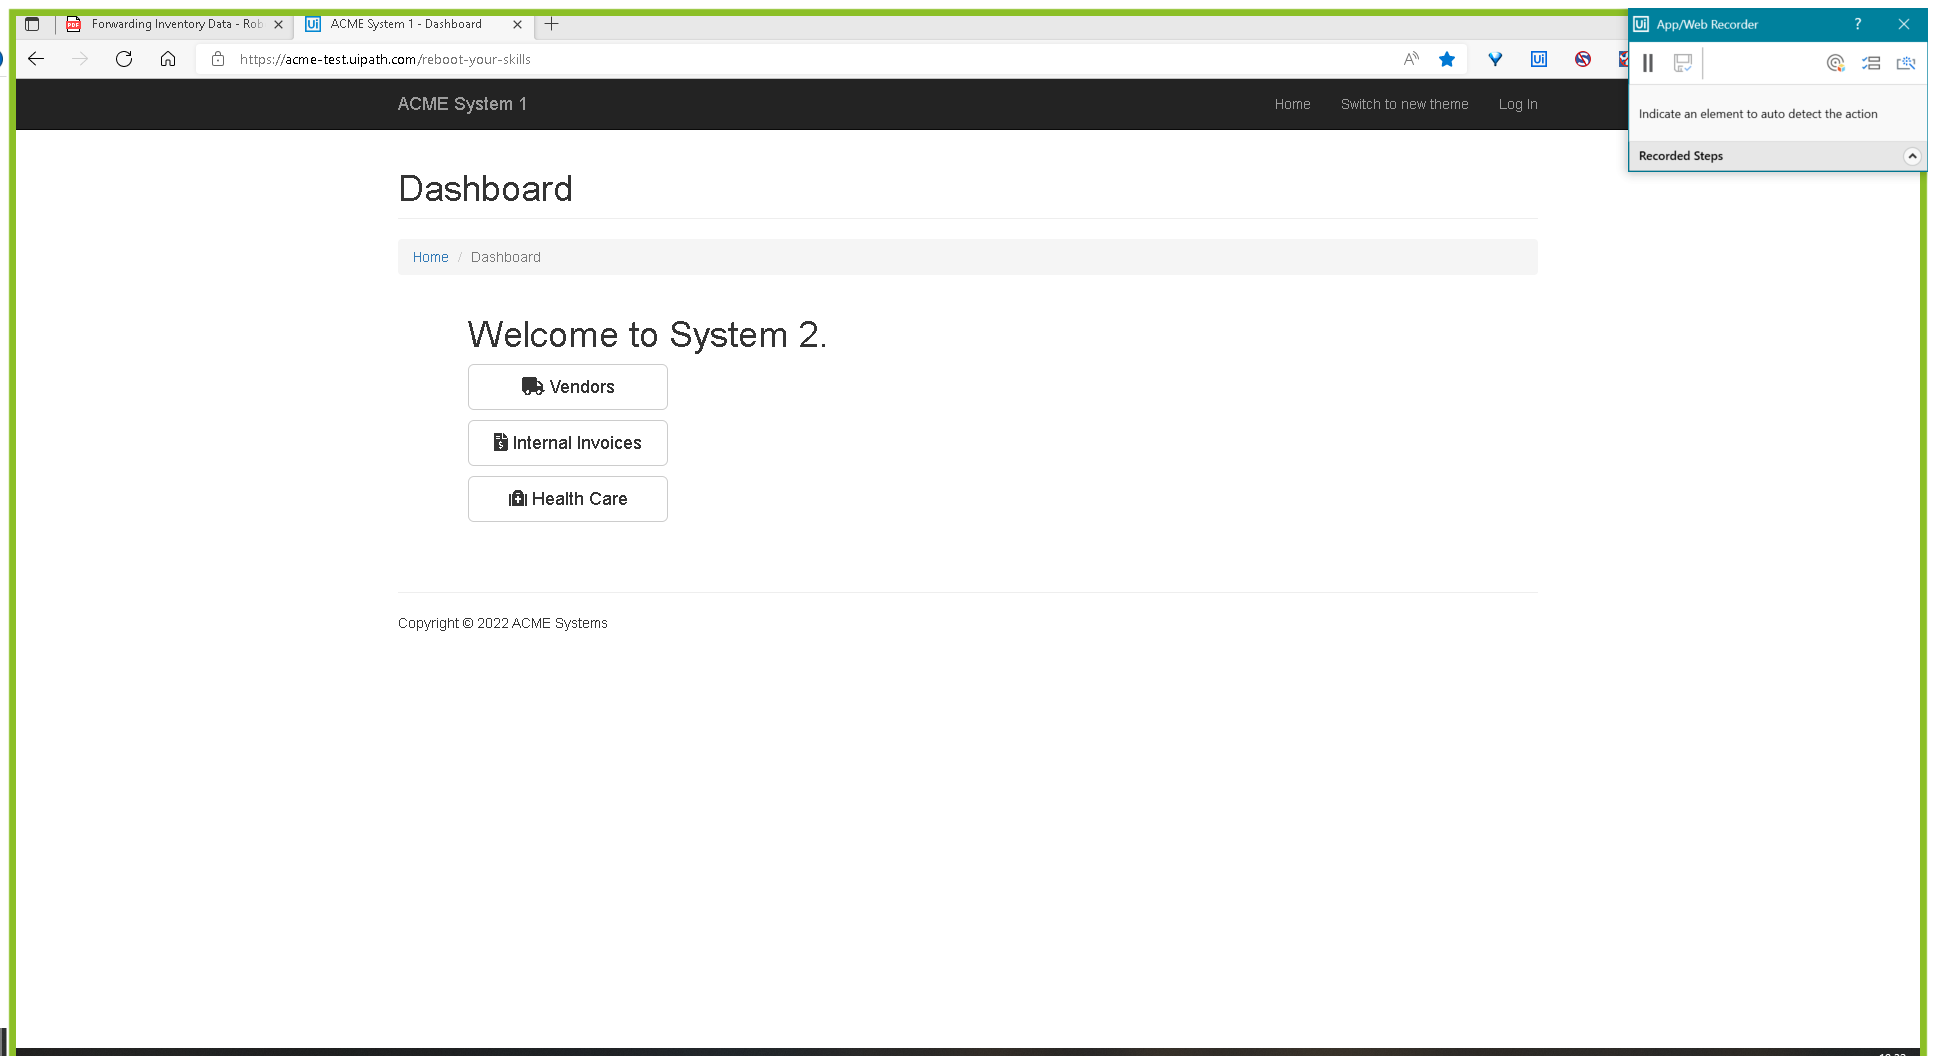 Forwarding Inventory Data - Rob
ACME System 1 - Dashboard
Ui App/Web Recorder ?
https://acme-test.uipath.com/reboot-your-skills
ACME System 1
Home Switch to new theme Log In
Indicate an element to auto detect the action
Recorded Steps
Dashboard
Home / Dashboard
Welcome to System 2.
Vendors
Internal Invoices
Health Care
Copyright © 2022 ACME Systems